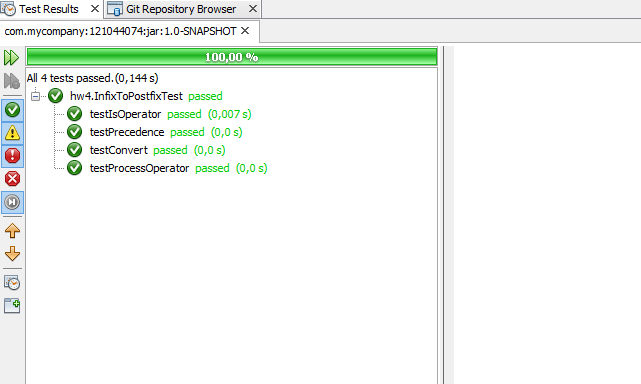 Test Results
Git Repository Browser
com.mycompany:121044074:jar:1.0-SNAPSHOT
100,00 %
All 4 tests passed.(0,144 s)
hw4.InfixToPostfixTest passed
testIsOperator passed (0,007 s)
testPrecedence passed (0,0 s)
testConvert passed (0,0 s)
testProcessOperator passed (0,0 s)